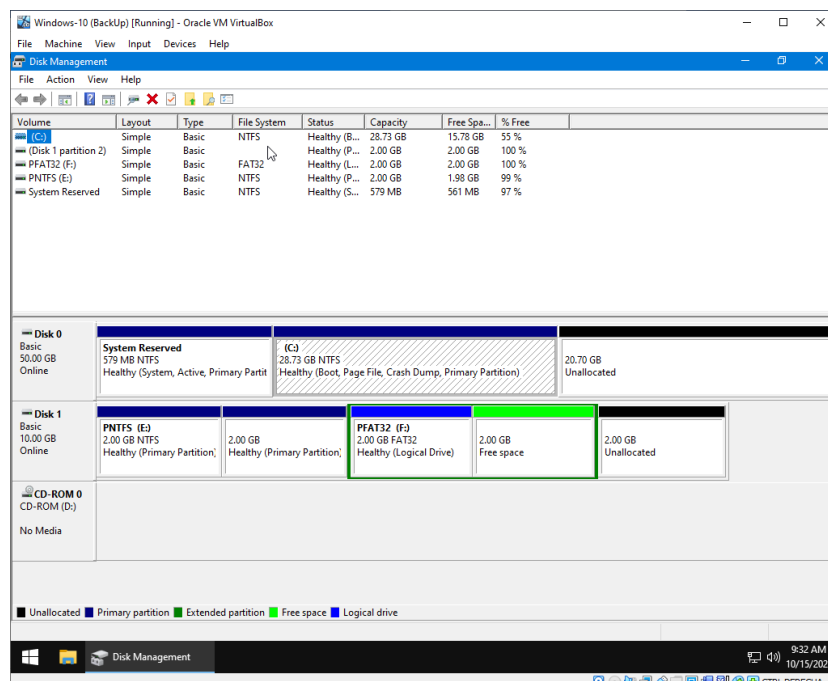 Windows-10 (BackUp) [Running] - Oracle VM VirtualBox
File Machine View Input Devices Help
Disk Management
File Action View Help
Volume Layout Type File System Status Capacity Free Spa... % Free
(C:) Simple Basic NTFS Healthy (B... 28.73 GB 15.78 GB 55 %
(Disk 1 partition 2) Simple Basic Healthy (P... 2.00 GB 2.00 GB 100 %
PFAT32 (F:) Simple Basic FAT32 Healthy (L... 2.00 GB 2.00 GB 100 %
PNTFS (E:) Simple Basic NTFS Healthy (P... 2.00 GB 1.98 GB 99 %
System Reserved Simple Basic NTFS Healthy (S... 579 MB 561 MB 97 %
Disk 0
Basic
50.00 GB
Online
System Reserved
579 MB NTFS
Healthy (System, Active, Primary Partit
(C:)
28.73 GB NTFS
Healthy (Boot, Page File, Crash Dump, Primary Partition)
20.70 GB
Unallocated
Disk 1
Basic
10.00 GB
Online
PNTFS (E:)
2.00 GB NTFS
Healthy (Primary Partition)
2.00 GB
Healthy (Primary Partition)
PFAT32 (F:)
2.00 GB FAT32
Healthy (Logical Drive)
2.00 GB
Free space
2.00 GB
Unallocated
CD-ROM 0
CD-ROM (D:)
No Media
Unallocated Primary partition Extended partition Free space Logical drive
Disk Management
9:32 AM
10/15/202
CTRL DERECHA